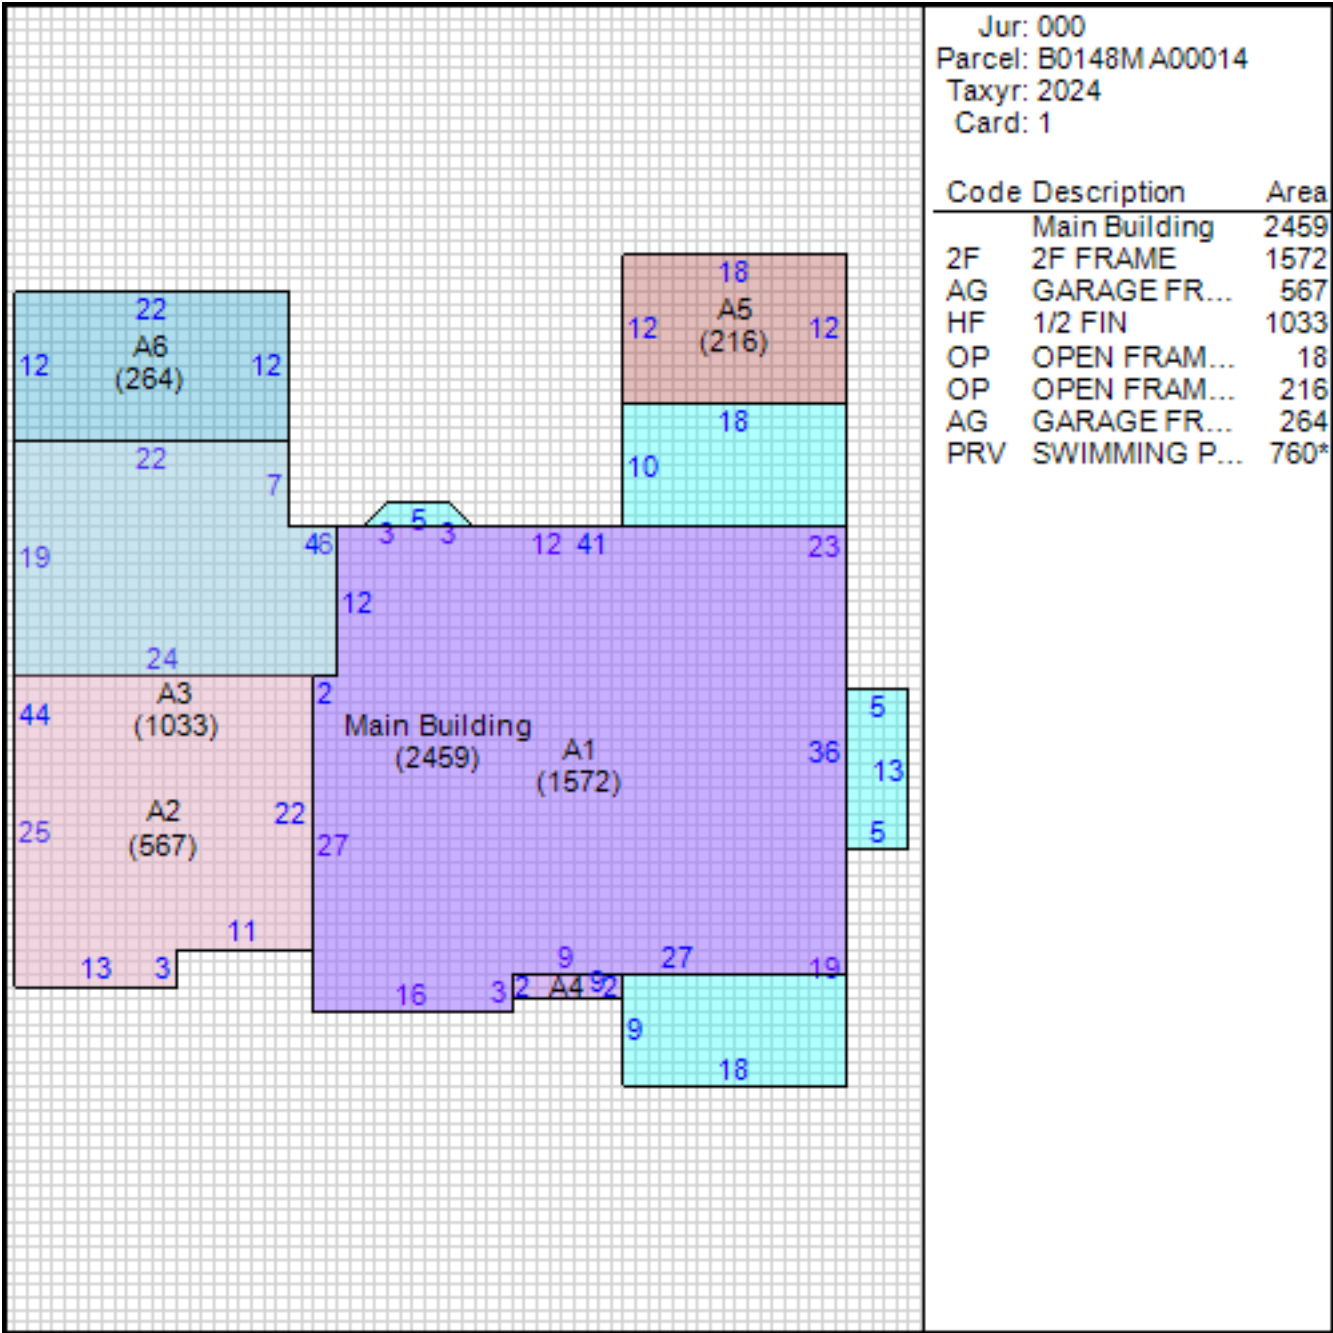 Jur: 000
Parcel: B0148M A00014
Taxyr: 2024
Card: 1
Code Description Area
Main Building 2459
2F 2F FRAME 1572
AG GARAGE FR... 567
HF 1/2 FIN 1033
OP OPEN FRAM... 18
OP OPEN FRAM... 216
AG GARAGE FR... 264
PRV SWIMMING P... 760*
18
A5
12 (216) 12
22
A6
12 (264) 12
18
22
10
7
5
3 3
46 12 41 23
19
12
24
2
A3
44 (1033)
5
Main Building
(2459)
A1
(1572)
36
13
A2
25 (567)
22
27
5
11
9 27
13 3
19
16 3 2 A4 9 2
9
18